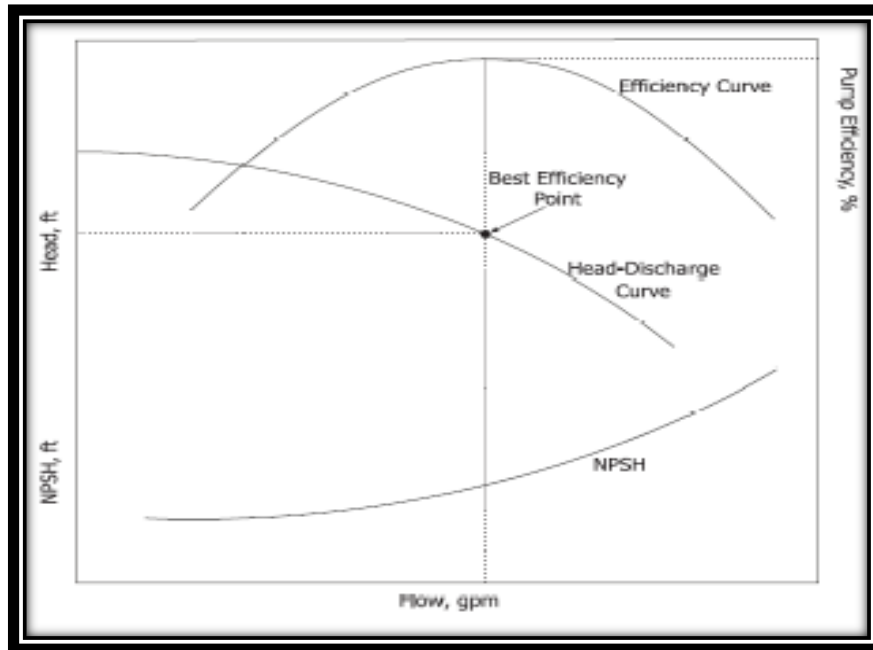 Efficiency Curve
Pump Efficiency, %
Best Efficiency
Point
Head, ft
Head-Discharge
Curve
NPSH, ft
NPSH
Flow, gpm